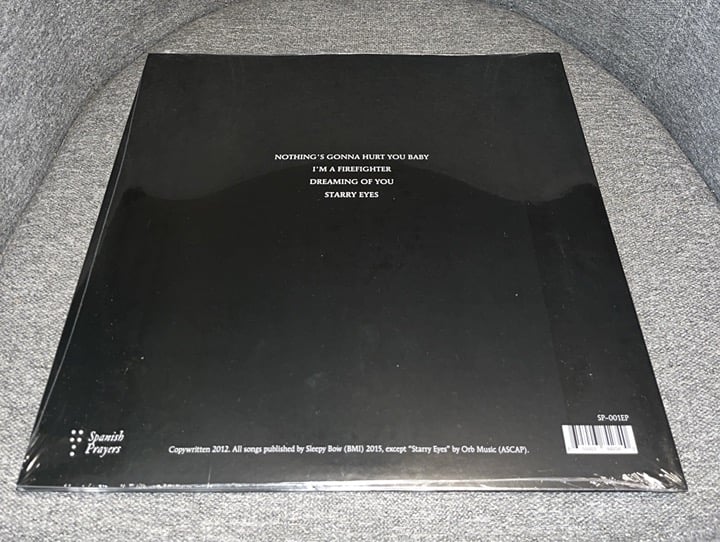 NOTHING'S GONNA HURT YOU BABY
I'M A FIREFIGHTER
DREAMING OF YOU
STARRY EYES
SP-001EP
Spanish
Prayers
Copywritten 2012. All songs published by Sleepy Bow (BMI) 2015, except "Starry Eyes" by Orb Music (ASCAP).